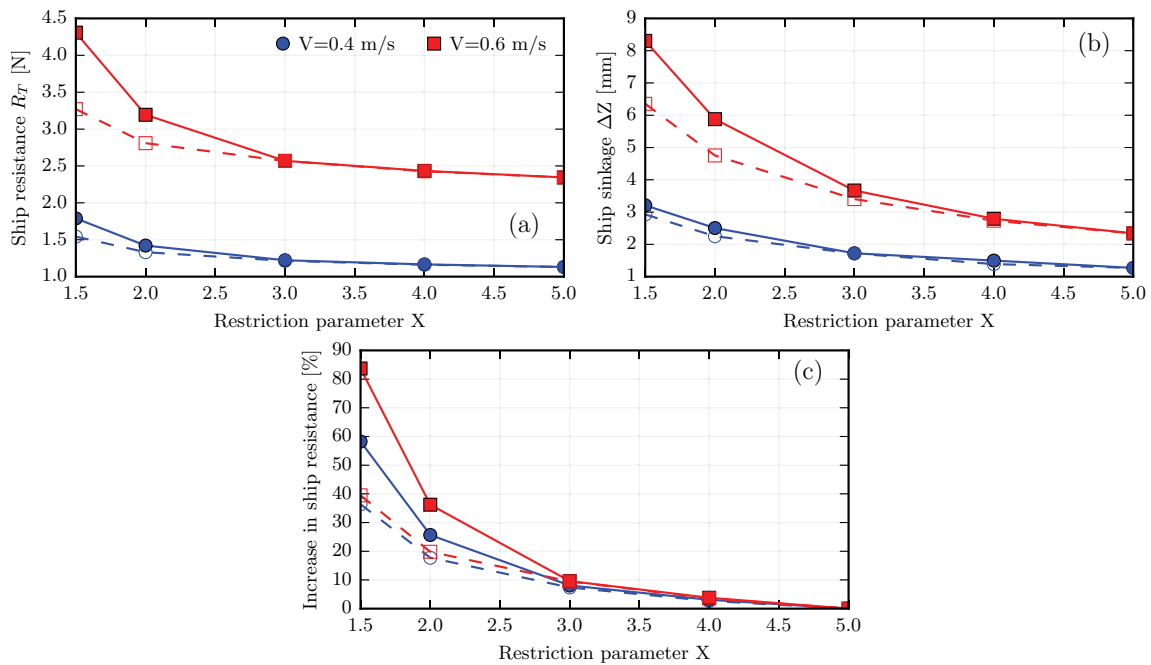 4.5
4.0
3.5
3.0
2.5
2.0
1.5
1.0
Ship resistance R_T [N]
V=0.4 m/s V=0.6 m/s
(a)
1.5 2.0 2.5 3.0 3.5 4.0 4.5 5.0
Restriction parameter X
9
8
7
6
5
4
3
2
1
Ship sinkage ΔZ [mm]
(b)
1.5 2.0 2.5 3.0 3.5 4.0 4.5 5.0
Restriction parameter X
90
80
70
60
50
40
30
20
10
0
Increase in ship resistance [%]
(c)
1.5 2.0 2.5 3.0 3.5 4.0 4.5 5.0
Restriction parameter X